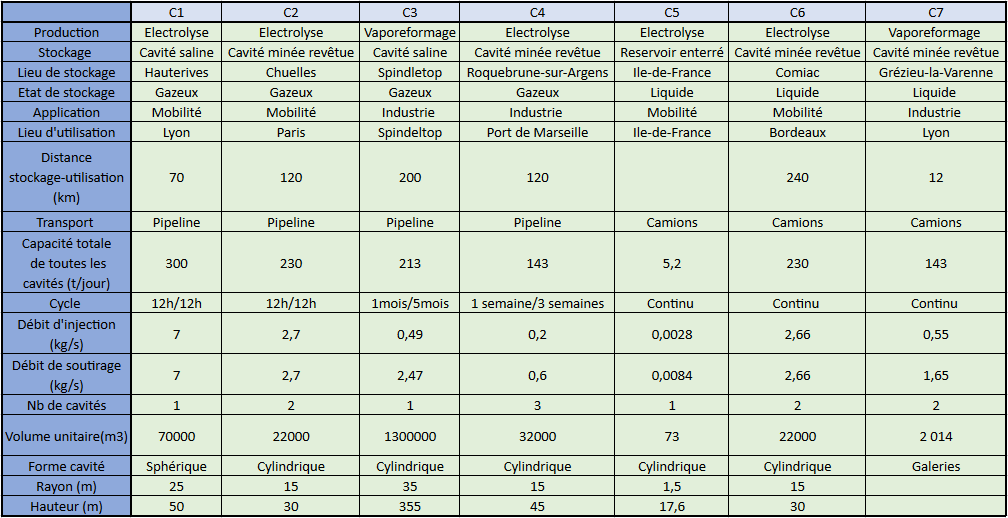 C1 C2 C3 C4 C5 C6 C7
Production Electrolyse Electrolyse Vaporeformage Electrolyse Electrolyse Electrolyse Vaporeformage
Stockage Cavité saline Cavité minée revêtue Cavité saline Cavité minée revêtue Reservoir enterré Cavité minée revêtue Cavité minée revêtue
Lieu de stockage Hauterives Chuelles Spindletop Roquebrune-sur-Argens Ile-de-France Comiac Grézieu-la-Varenne
Etat de stockage Gazeux Gazeux Gazeux Gazeux Liquide Liquide Liquide
Application Mobilité Mobilité Industrie Industrie Mobilité Mobilité Industrie
Lieu d'utilisation Lyon Paris Spindeltop Port de Marseille Ile-de-France Bordeaux Lyon
Distance
stockage-utilisation 70 120 200 120 240 12
(km)
Transport Pipeline Pipeline Pipeline Pipeline Camions Camions Camions
Capacité totale
de toutes les 300 230 213 143 5,2 230 143
cavités (t/jour)
Cycle 12h/12h 12h/12h 1mois/5mois 1 semaine/3 semaines Continu Continu Continu
Débit d'injection 7 2,7 0,49 0,2 0,0028 2,66 0,55
(kg/s)
Débit de soutirage 7 2,7 2,47 0,6 0,0084 2,66 1,65
(kg/s)
Nb de cavités 1 2 1 3 1 2 2
Volume unitaire(m3) 70000 22000 1300000 32000 73 22000 2 014
Forme cavité Sphérique Cylindrique Cylindrique Cylindrique Cylindrique Cylindrique Galeries
Rayon (m) 25 15 35 15 1,5 15
Hauteur (m) 50 30 355 45 17,6 30